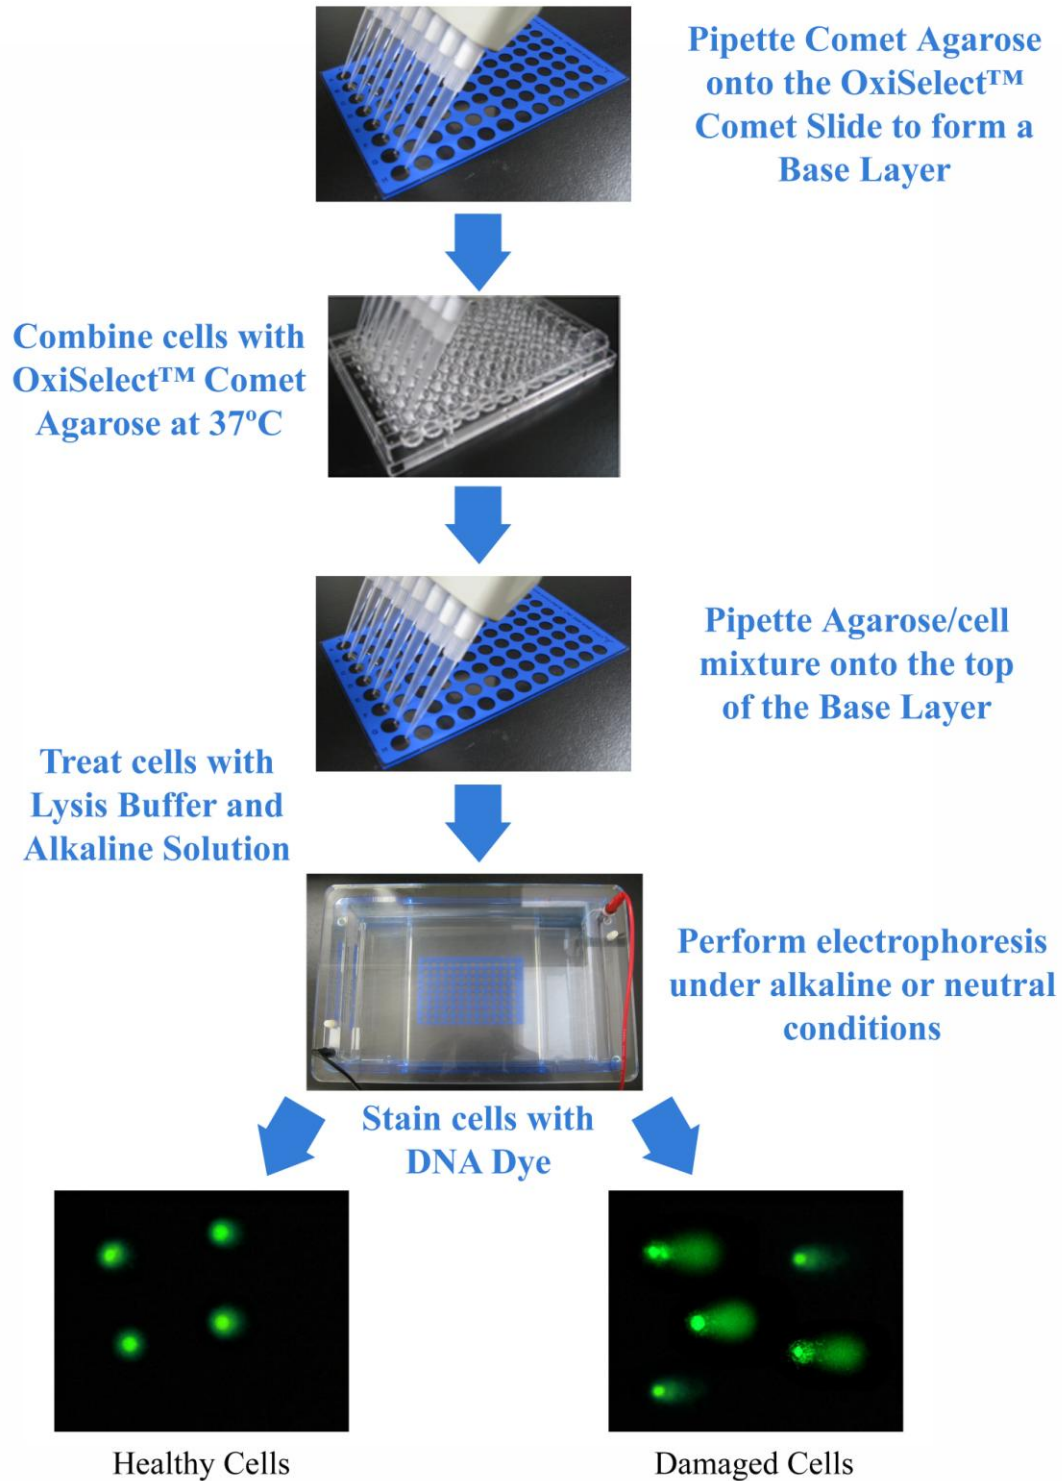 Pipette Comet Agarose
onto the OxiSelect™
Comet Slide to form a
Base Layer
Combine cells with
OxiSelect™ Comet
Agarose at 37ºC
Pipette Agarose/cell
mixture onto the top
of the Base Layer
Treat cells with
Lysis Buffer and
Alkaline Solution
Perform electrophoresis
under alkaline or neutral
conditions
Stain cells with
DNA Dye
Healthy Cells
Damaged Cells